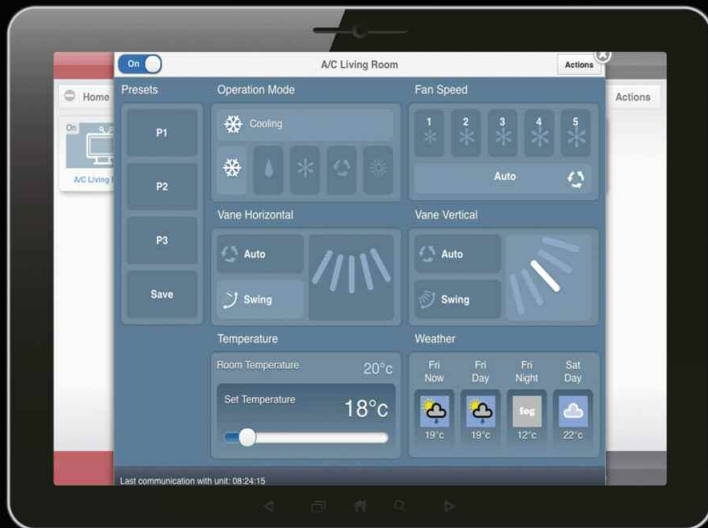 On
A/C Living Room
Actions
Home
Actions
On
A/C Living
Presets
P1
P2
P3
Save
Operation Mode
Cooling
Fan Speed
1 2 3 4 5
Auto
Vane Horizontal
Auto
Swing
Vane Vertical
Auto
Swing
Temperature
Room Temperature 20°c
Set Temperature 18°c
Weather
Fri Fri Fri Sat
Now Day Night Day
fog
19°c 19°c 12°c 22°c
Last communication with unit: 08:24:15